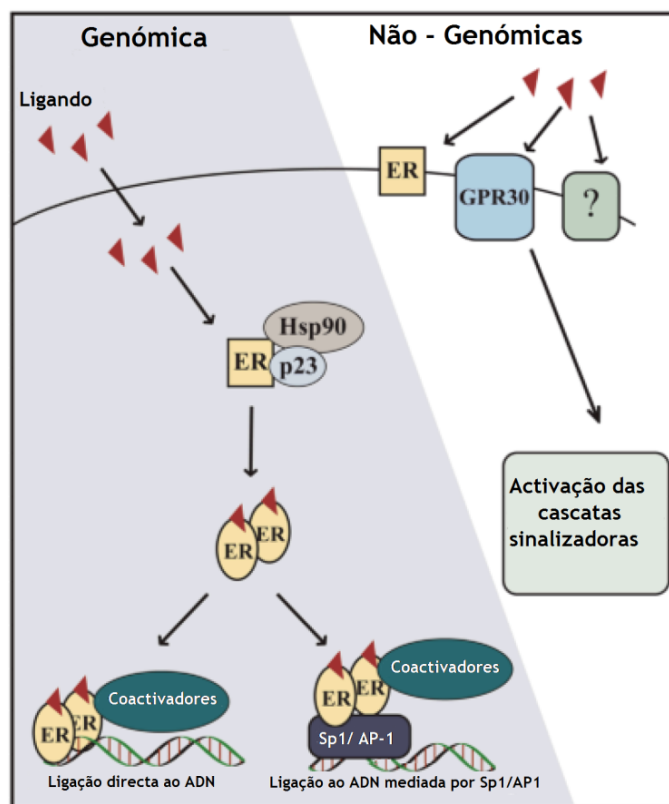 Genómica
Não - Genómicas
Ligando
ER
GPR30
?
Hsp90
ER
p23
Activação das
cascatas
sinalizadoras
ER
ER
Coactivadores
ER
ER
Ligação directa ao ADN
Coactivadores
ER
ER
Sp1/ AP-1
Ligação ao ADN mediada por Sp1/AP1